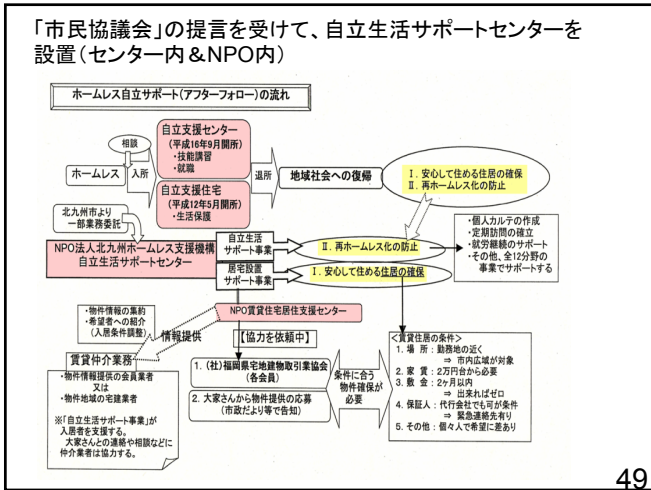 「市民協議会」の提言を受けて、自立生活サポートセンターを
設置(センター内&NPO内)
ホームレス自立サポート(アフターフォロー)の流れ
相談
ホームレス
入所
自立支援センター
(平成16年9月開所)
・技能講習
・就職
自立支援住宅
(平成12年5月開所)
・生活保護
退所
地域社会への復帰
Ⅰ. 安心して住める住居の確保
Ⅱ. 再ホームレス化の防止
北九州市より
一部業務委託
NPO法人北九州ホームレス支援機構
自立生活サポートセンター
自立生活
サポート事業
Ⅱ. 再ホームレス化の防止
・個人カルテの作成
・定期訪問の確立
・就労継続のサポート
・その他、全12分野の
事業でサポートする
居宅設置
サポート事業
Ⅰ. 安心して住める住居の確保
NPO賃貸住宅居住支援センター
・物件情報の集約
・希望者への紹介
(入居条件調整)
情報提供
【協力を依頼中】
賃貸仲介業務
・物件情報提供の会員業者
又は
・物件地域の宅建業者
※「自立生活サポート事業」が
入居者を支援する。
大家さんとの連絡や相談などに
仲介業者は協力する。
1. (社)福岡県宅地建物取引業協会
(各会員)
2. 大家さんから物件提供の応募
(市政だより等で告知)
条件に合う
物件確保が
必要
<賃貸住居の条件>
1. 場 所 : 勤務地の近く
⇒ 市内広域が対象
2. 家 賃 : 2万円台から必要
3. 敷 金 : 2ヶ月以内
⇒ 出来ればゼロ
4. 保証人 : 代行会社でも可が条件
⇒ 緊急連絡先有り
5. その他 : 個々人で希望に差あり
49